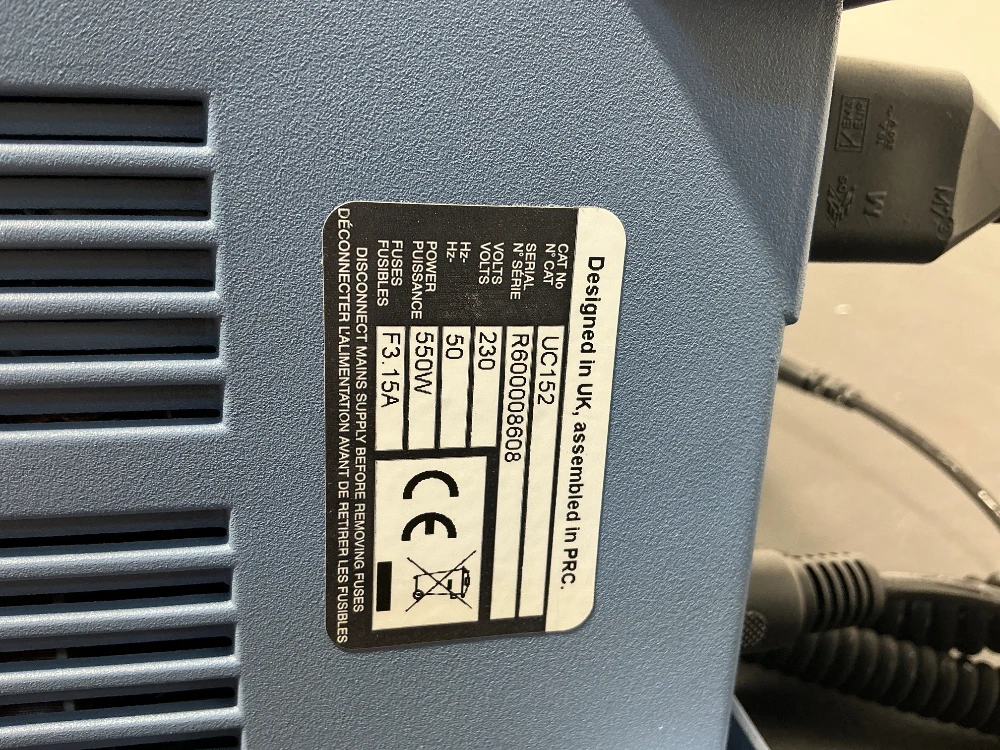 Designed in UK, assembled in PRC.
CAT No
N° CAT
UC152
SERIAL
N° SÉRIE
R600008608
VOLTS
VOLTS
230
Hz-
Hz-
50
POWER
PUISSANCE
550W
FUSES
FUSIBLES
F3.15A
CE
DISCONNECT MAINS SUPPLY BEFORE REMOVING FUSES
DÉCONNECTER L'ALIMENTATION AVANT DE RETIRER LES FUSIBLES